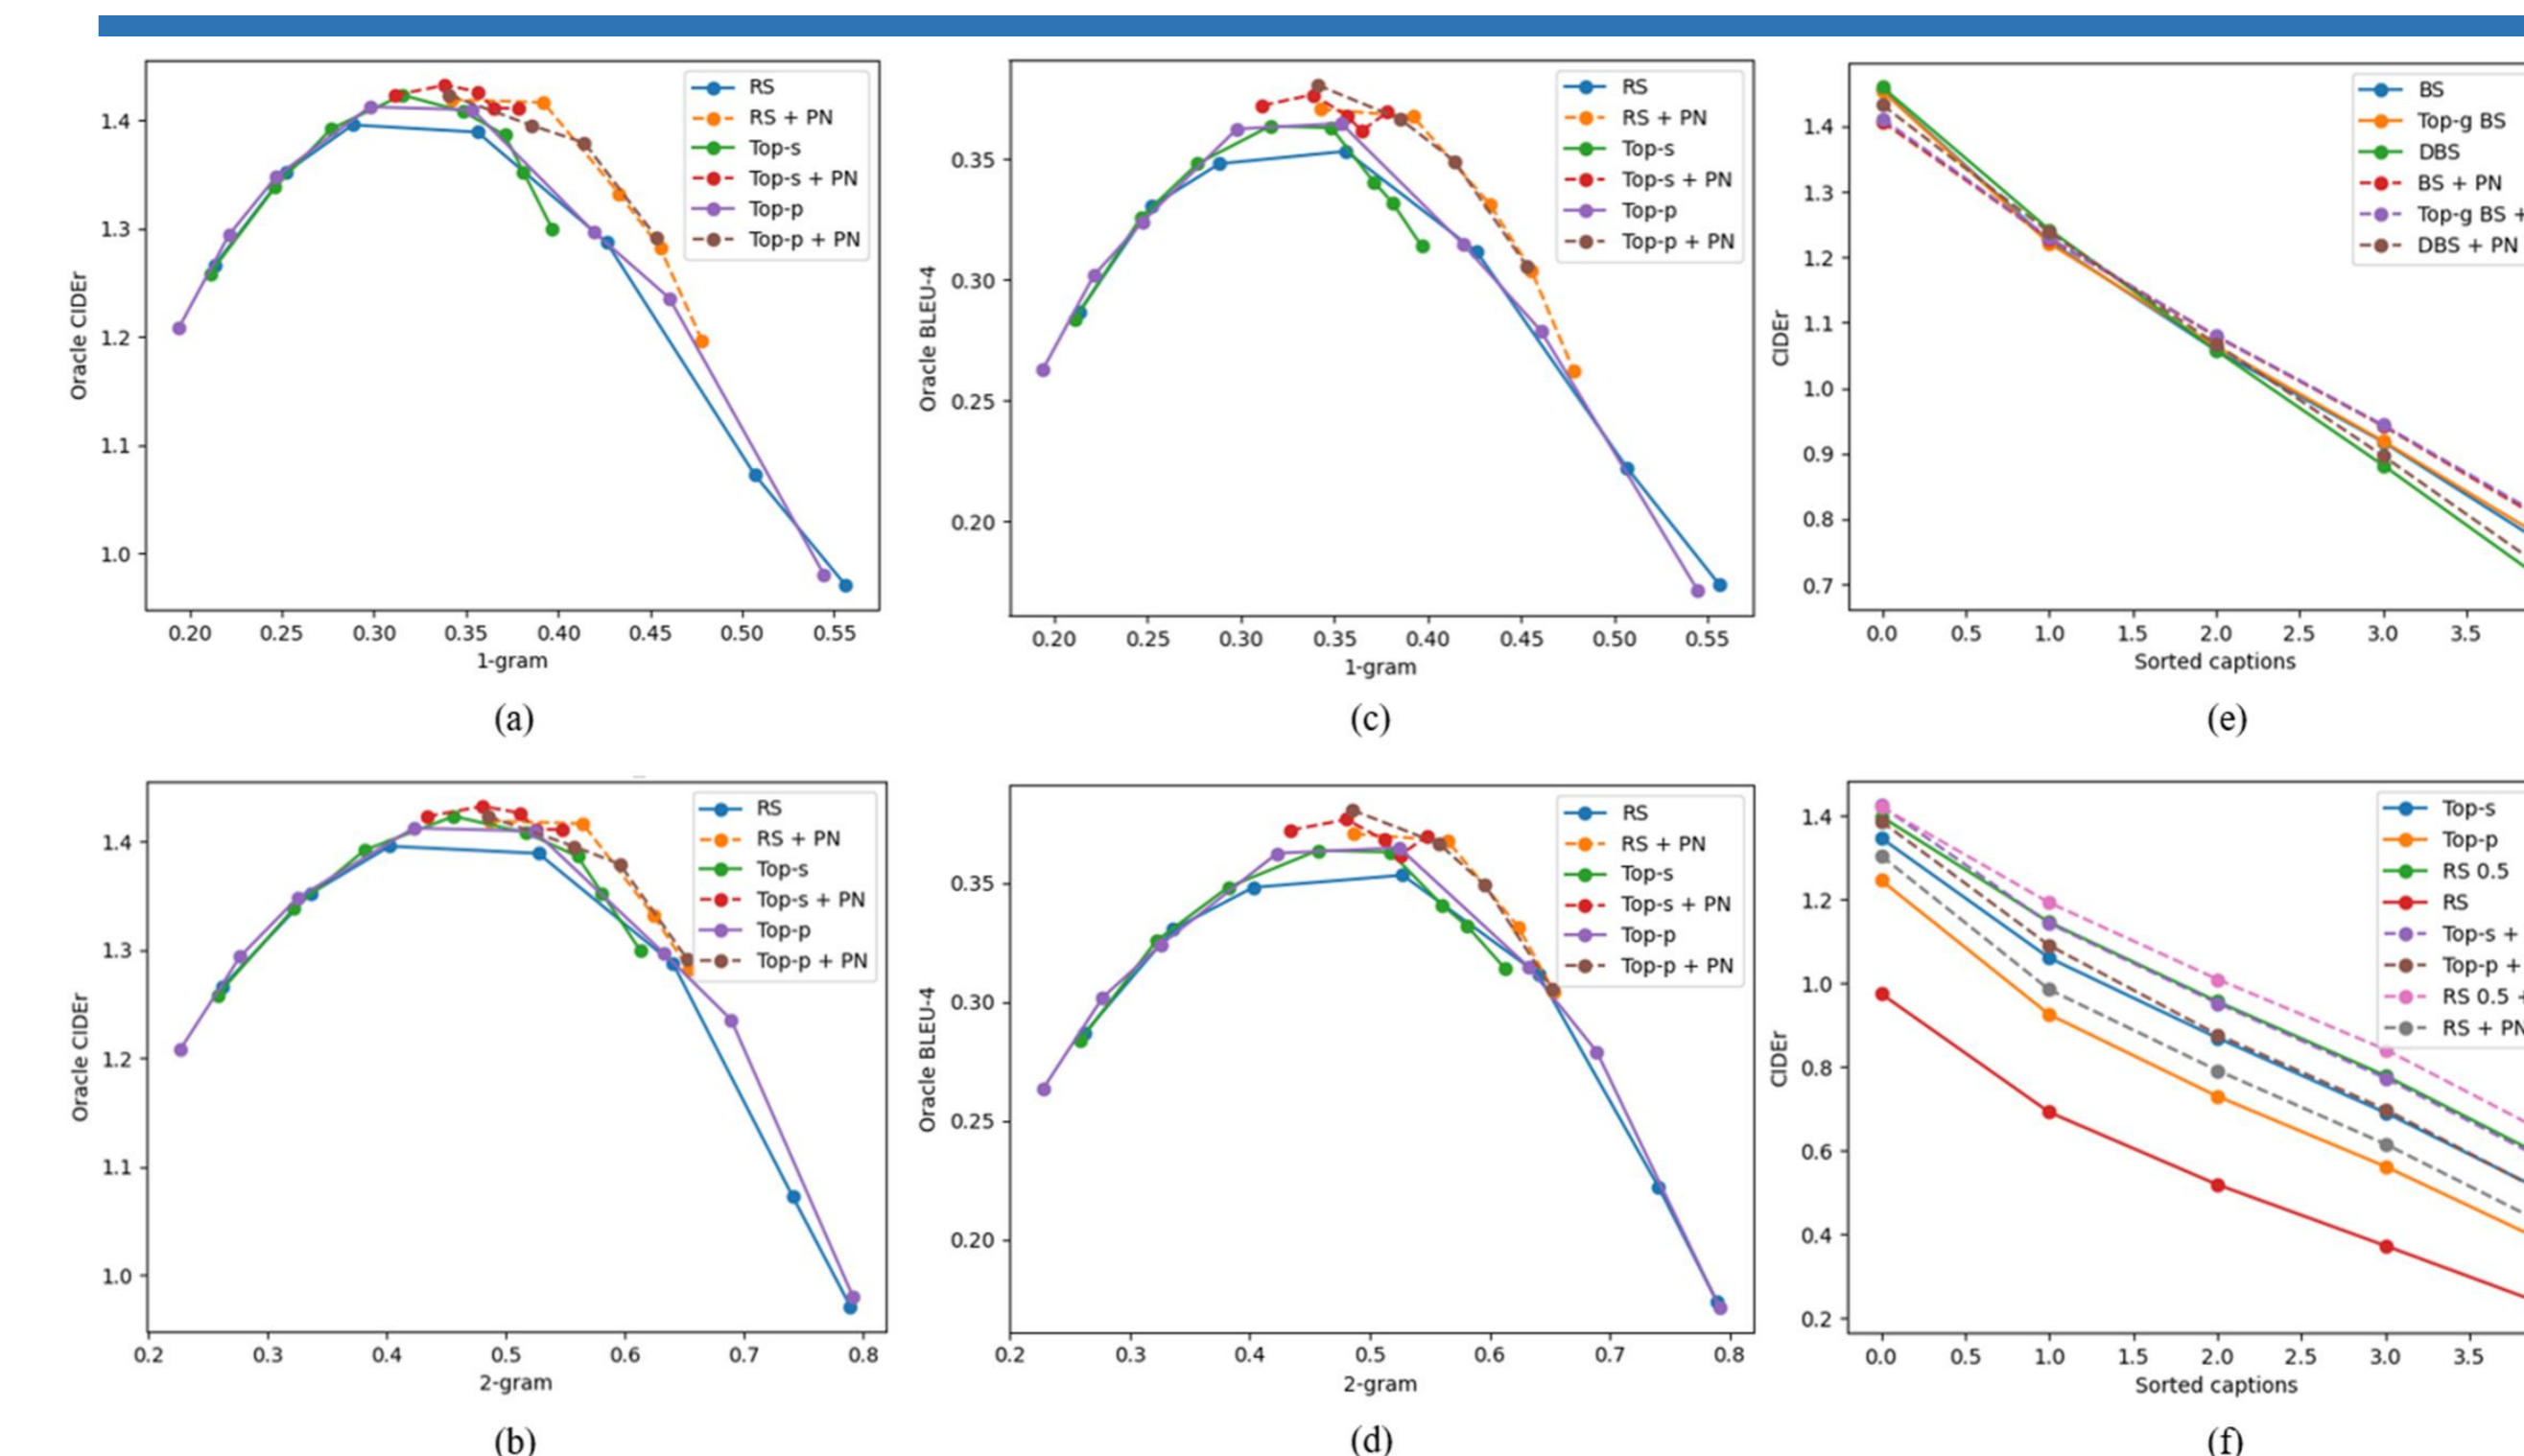 RS
RS + PN
Top-s
Top-s + PN
Top-p
Top-p + PN
Oracle CIDEr
1.4
1.3
1.2
1.1
1.0
0.20 0.25 0.30 0.35 0.40 0.45 0.50 0.55
1-gram
(a)
RS
RS + PN
Top-s
Top-s + PN
Top-p
Top-p + PN
Oracle BLEU-4
0.35
0.30
0.25
0.20
0.20 0.25 0.30 0.35 0.40 0.45 0.50 0.55
1-gram
(c)
BS
Top-g BS
DBS
BS + PN
Top-g BS +
DBS + PN
CIDEr
1.4
1.3
1.2
1.1
1.0
0.9
0.8
0.7
0.0 0.5 1.0 1.5 2.0 2.5 3.0 3.5
Sorted captions
(e)
RS
RS + PN
Top-s
Top-s + PN
Top-p
Top-p + PN
Oracle CIDEr
1.4
1.3
1.2
1.1
1.0
0.2 0.3 0.4 0.5 0.6 0.7 0.8
2-gram
(b)
RS
RS + PN
Top-s
Top-s + PN
Top-p
Top-p + PN
Oracle BLEU-4
0.35
0.30
0.25
0.20
0.2 0.3 0.4 0.5 0.6 0.7 0.8
2-gram
(d)
Top-s
Top-p
RS 0.5
RS
Top-s +
Top-p +
RS 0.5 +
RS + PN
CIDEr
1.4
1.2
1.0
0.8
0.6
0.4
0.2
0.0 0.5 1.0 1.5 2.0 2.5 3.0 3.5
Sorted captions
(f)